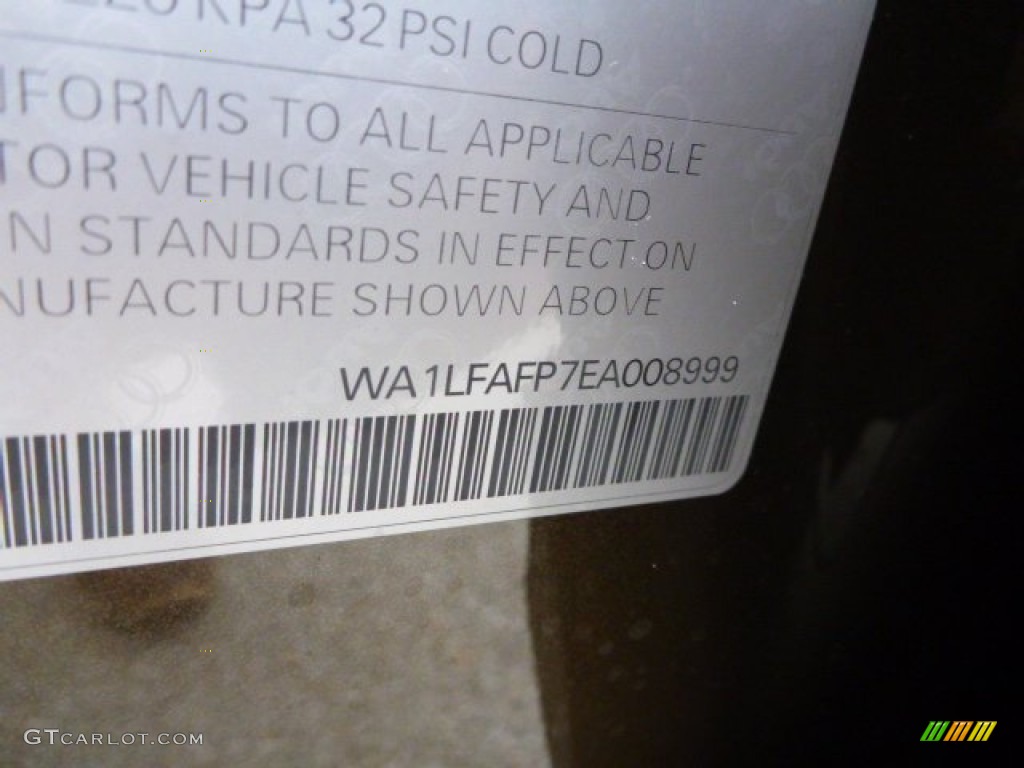 KPA 32 PSI COLD
FORMS TO ALL APPLICABLE
TOR VEHICLE SAFETY AND
N STANDARDS IN EFFECT ON
NUFACTURE SHOWN ABOVE
WA1LFAFP7EA008999
GTCARLOT.COM